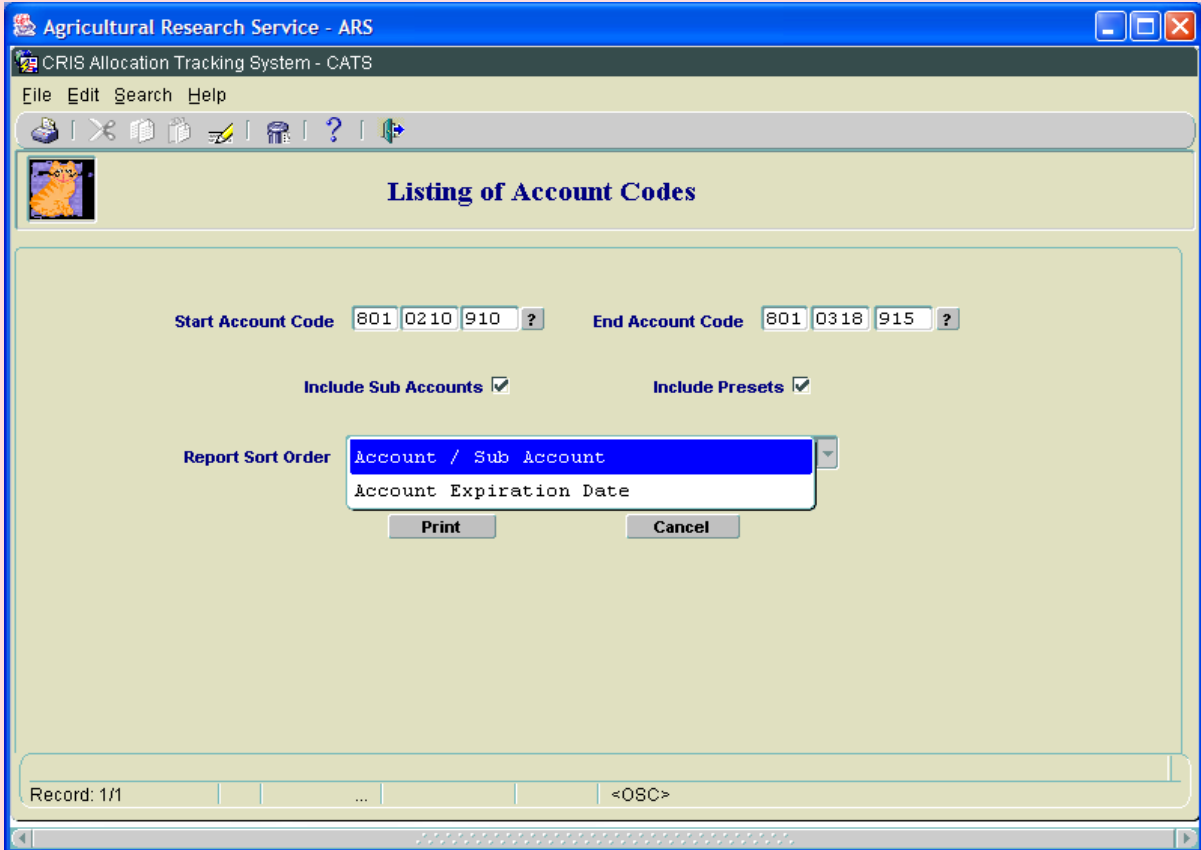 Agricultural Research Service - ARS
CRIS Allocation Tracking System - CATS
File Edit Search Help
?
Listing of Account Codes
Start Account Code 801 0210 910 ? End Account Code 801 0318 915 ?
Include Sub Accounts Include Presets
Report Sort Order Account / Sub Account
Account Expiration Date
Print Cancel
Record: 1/1 ... <OSC>